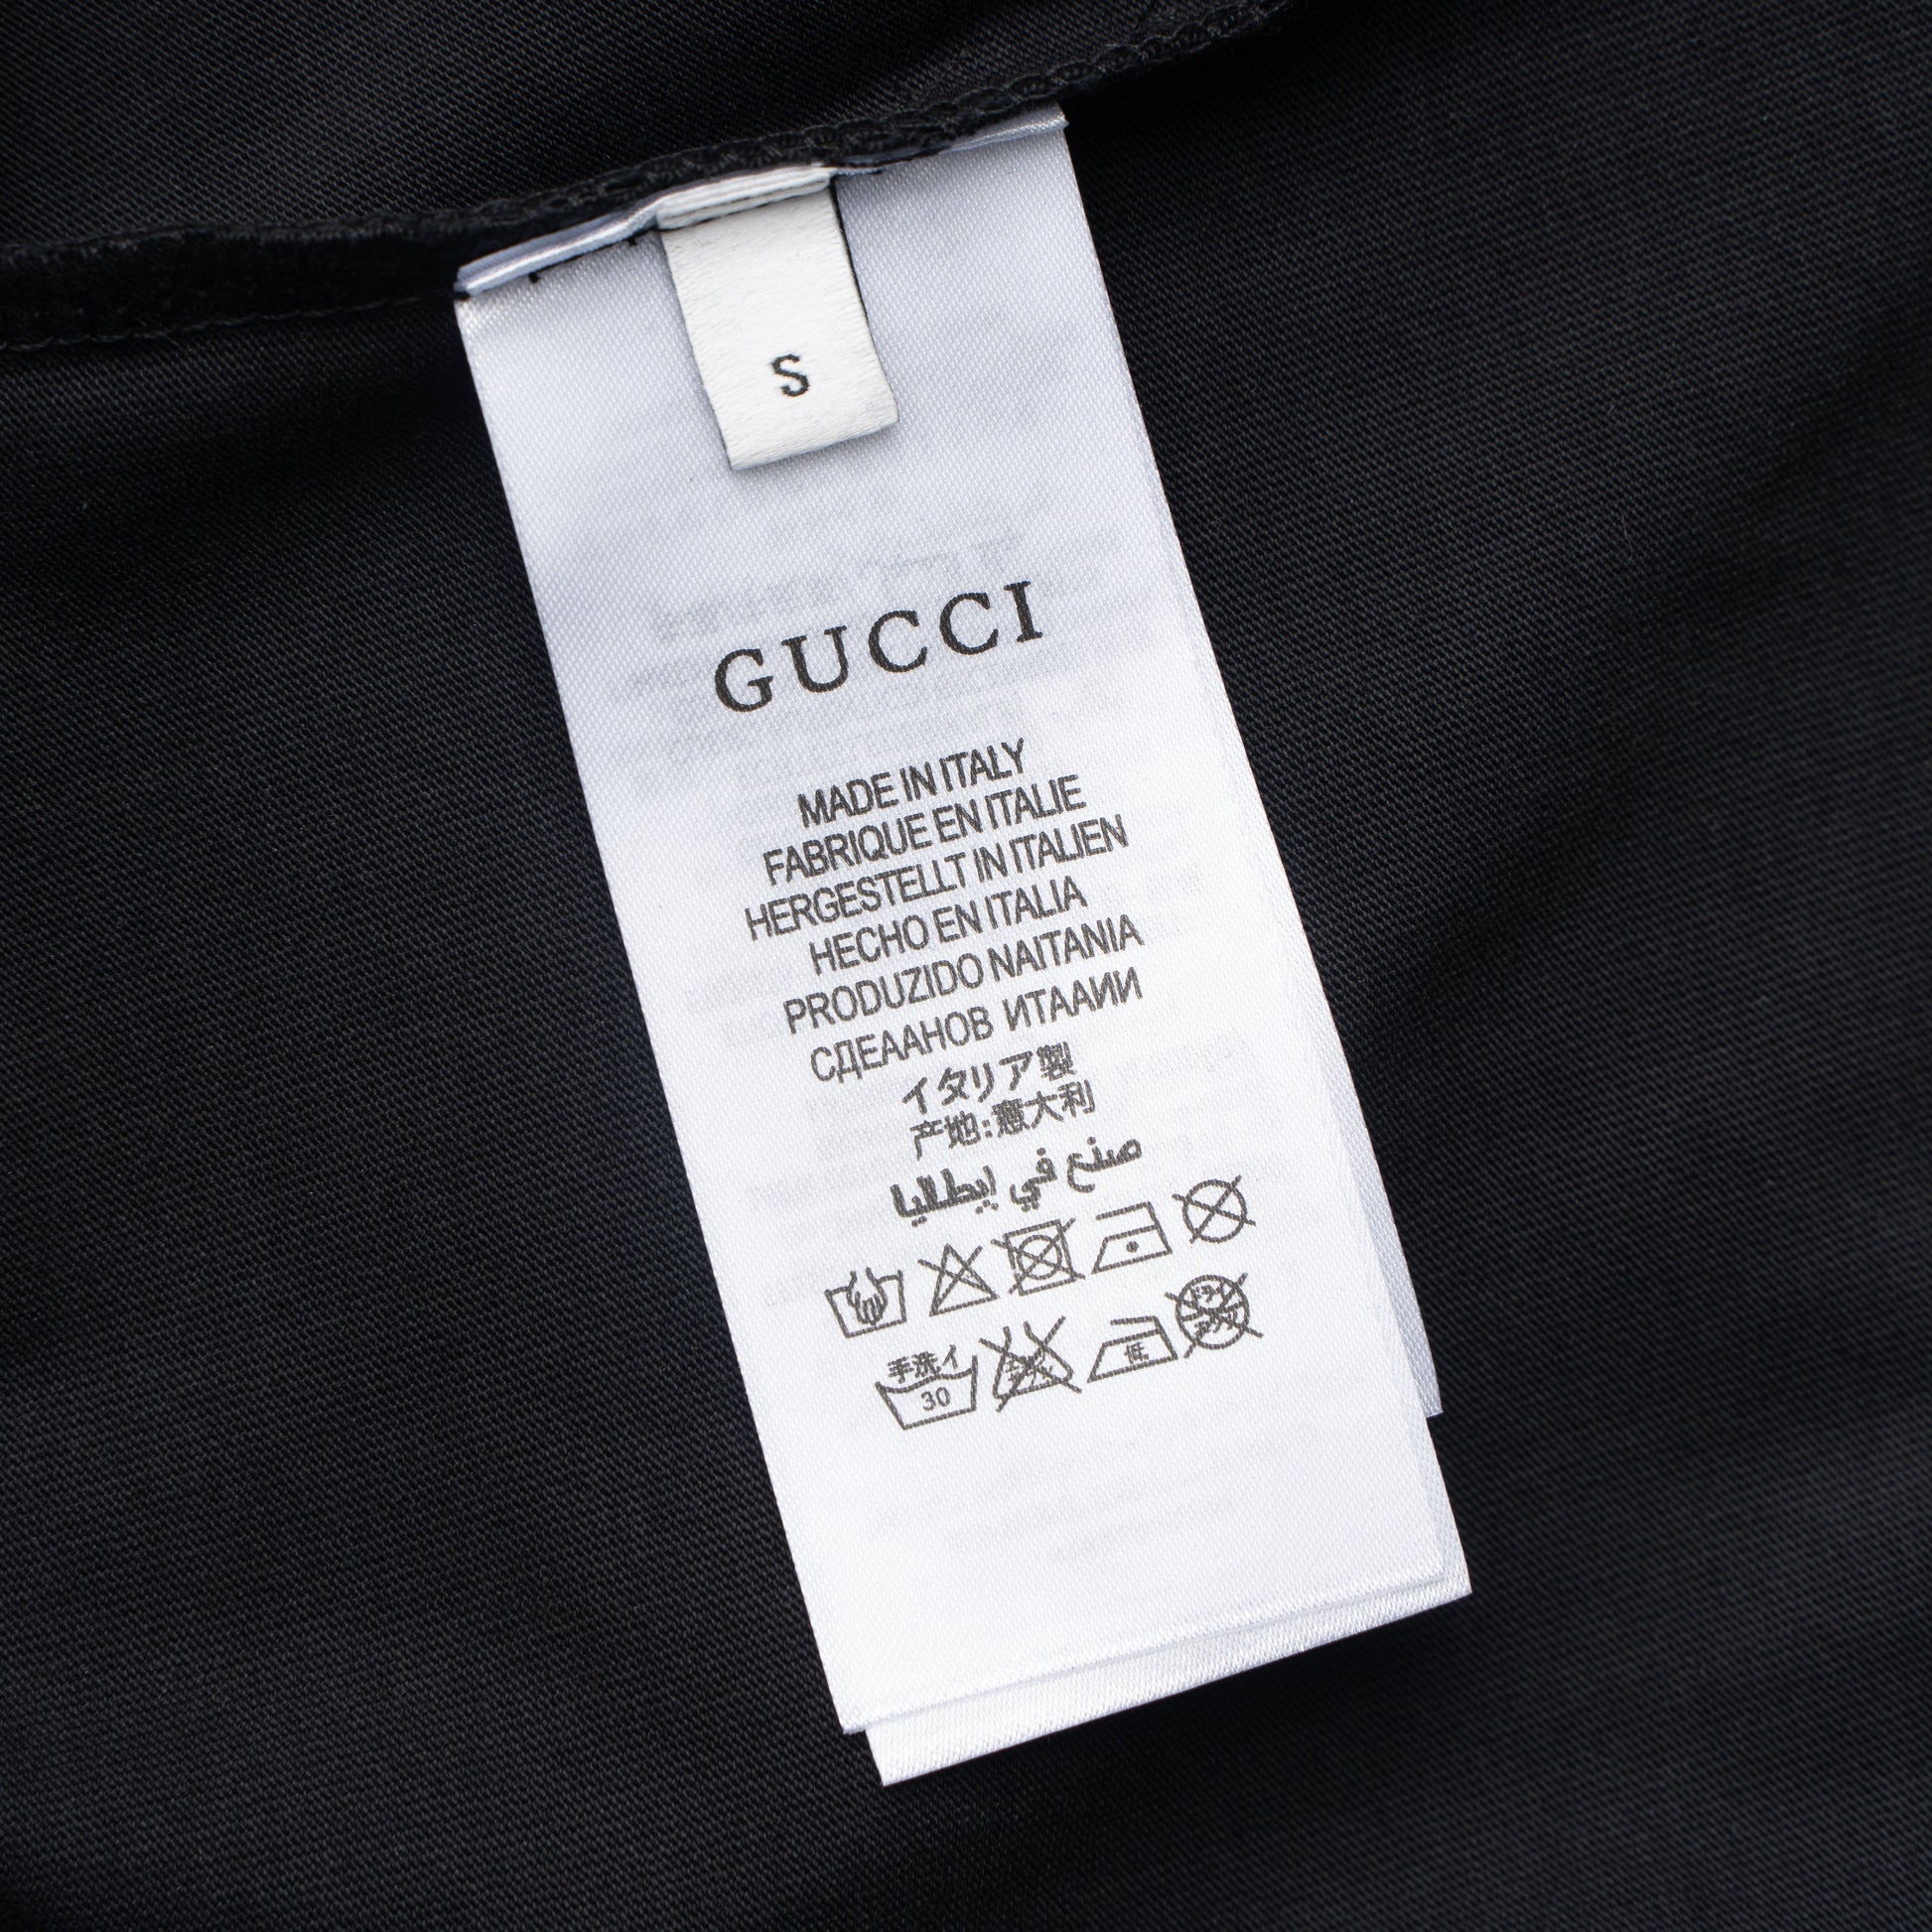 S
GUCCI
MADE IN ITALY
FABRIQUE EN ITALIE
HERGESTELLT IN ITALIEN
HECHO EN ITALIA
PRODUZIDO NAITANIA
СДЕААНОВ ИТААИИ
イタリア製
产地:意大利
صنع في إيطاليا
手洗イ
30
低